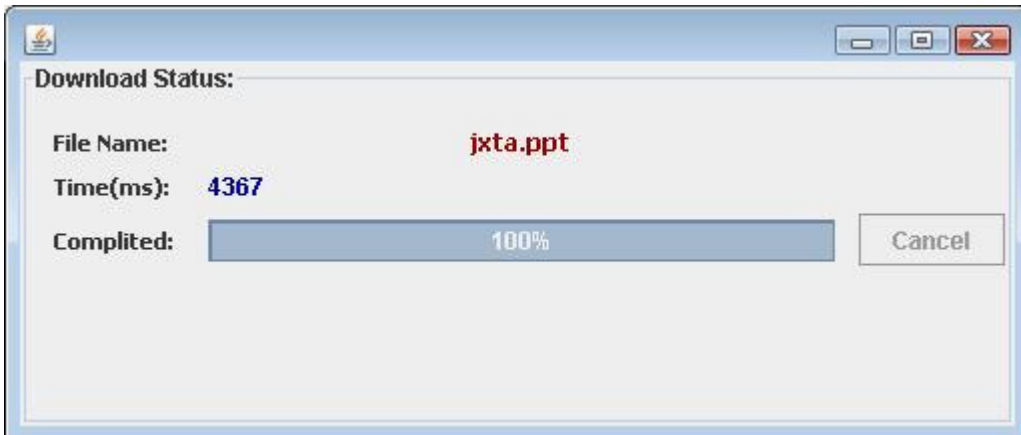 Download Status:
File Name: jxta.ppt
Time(ms): 4367
Complited: 100% Cancel